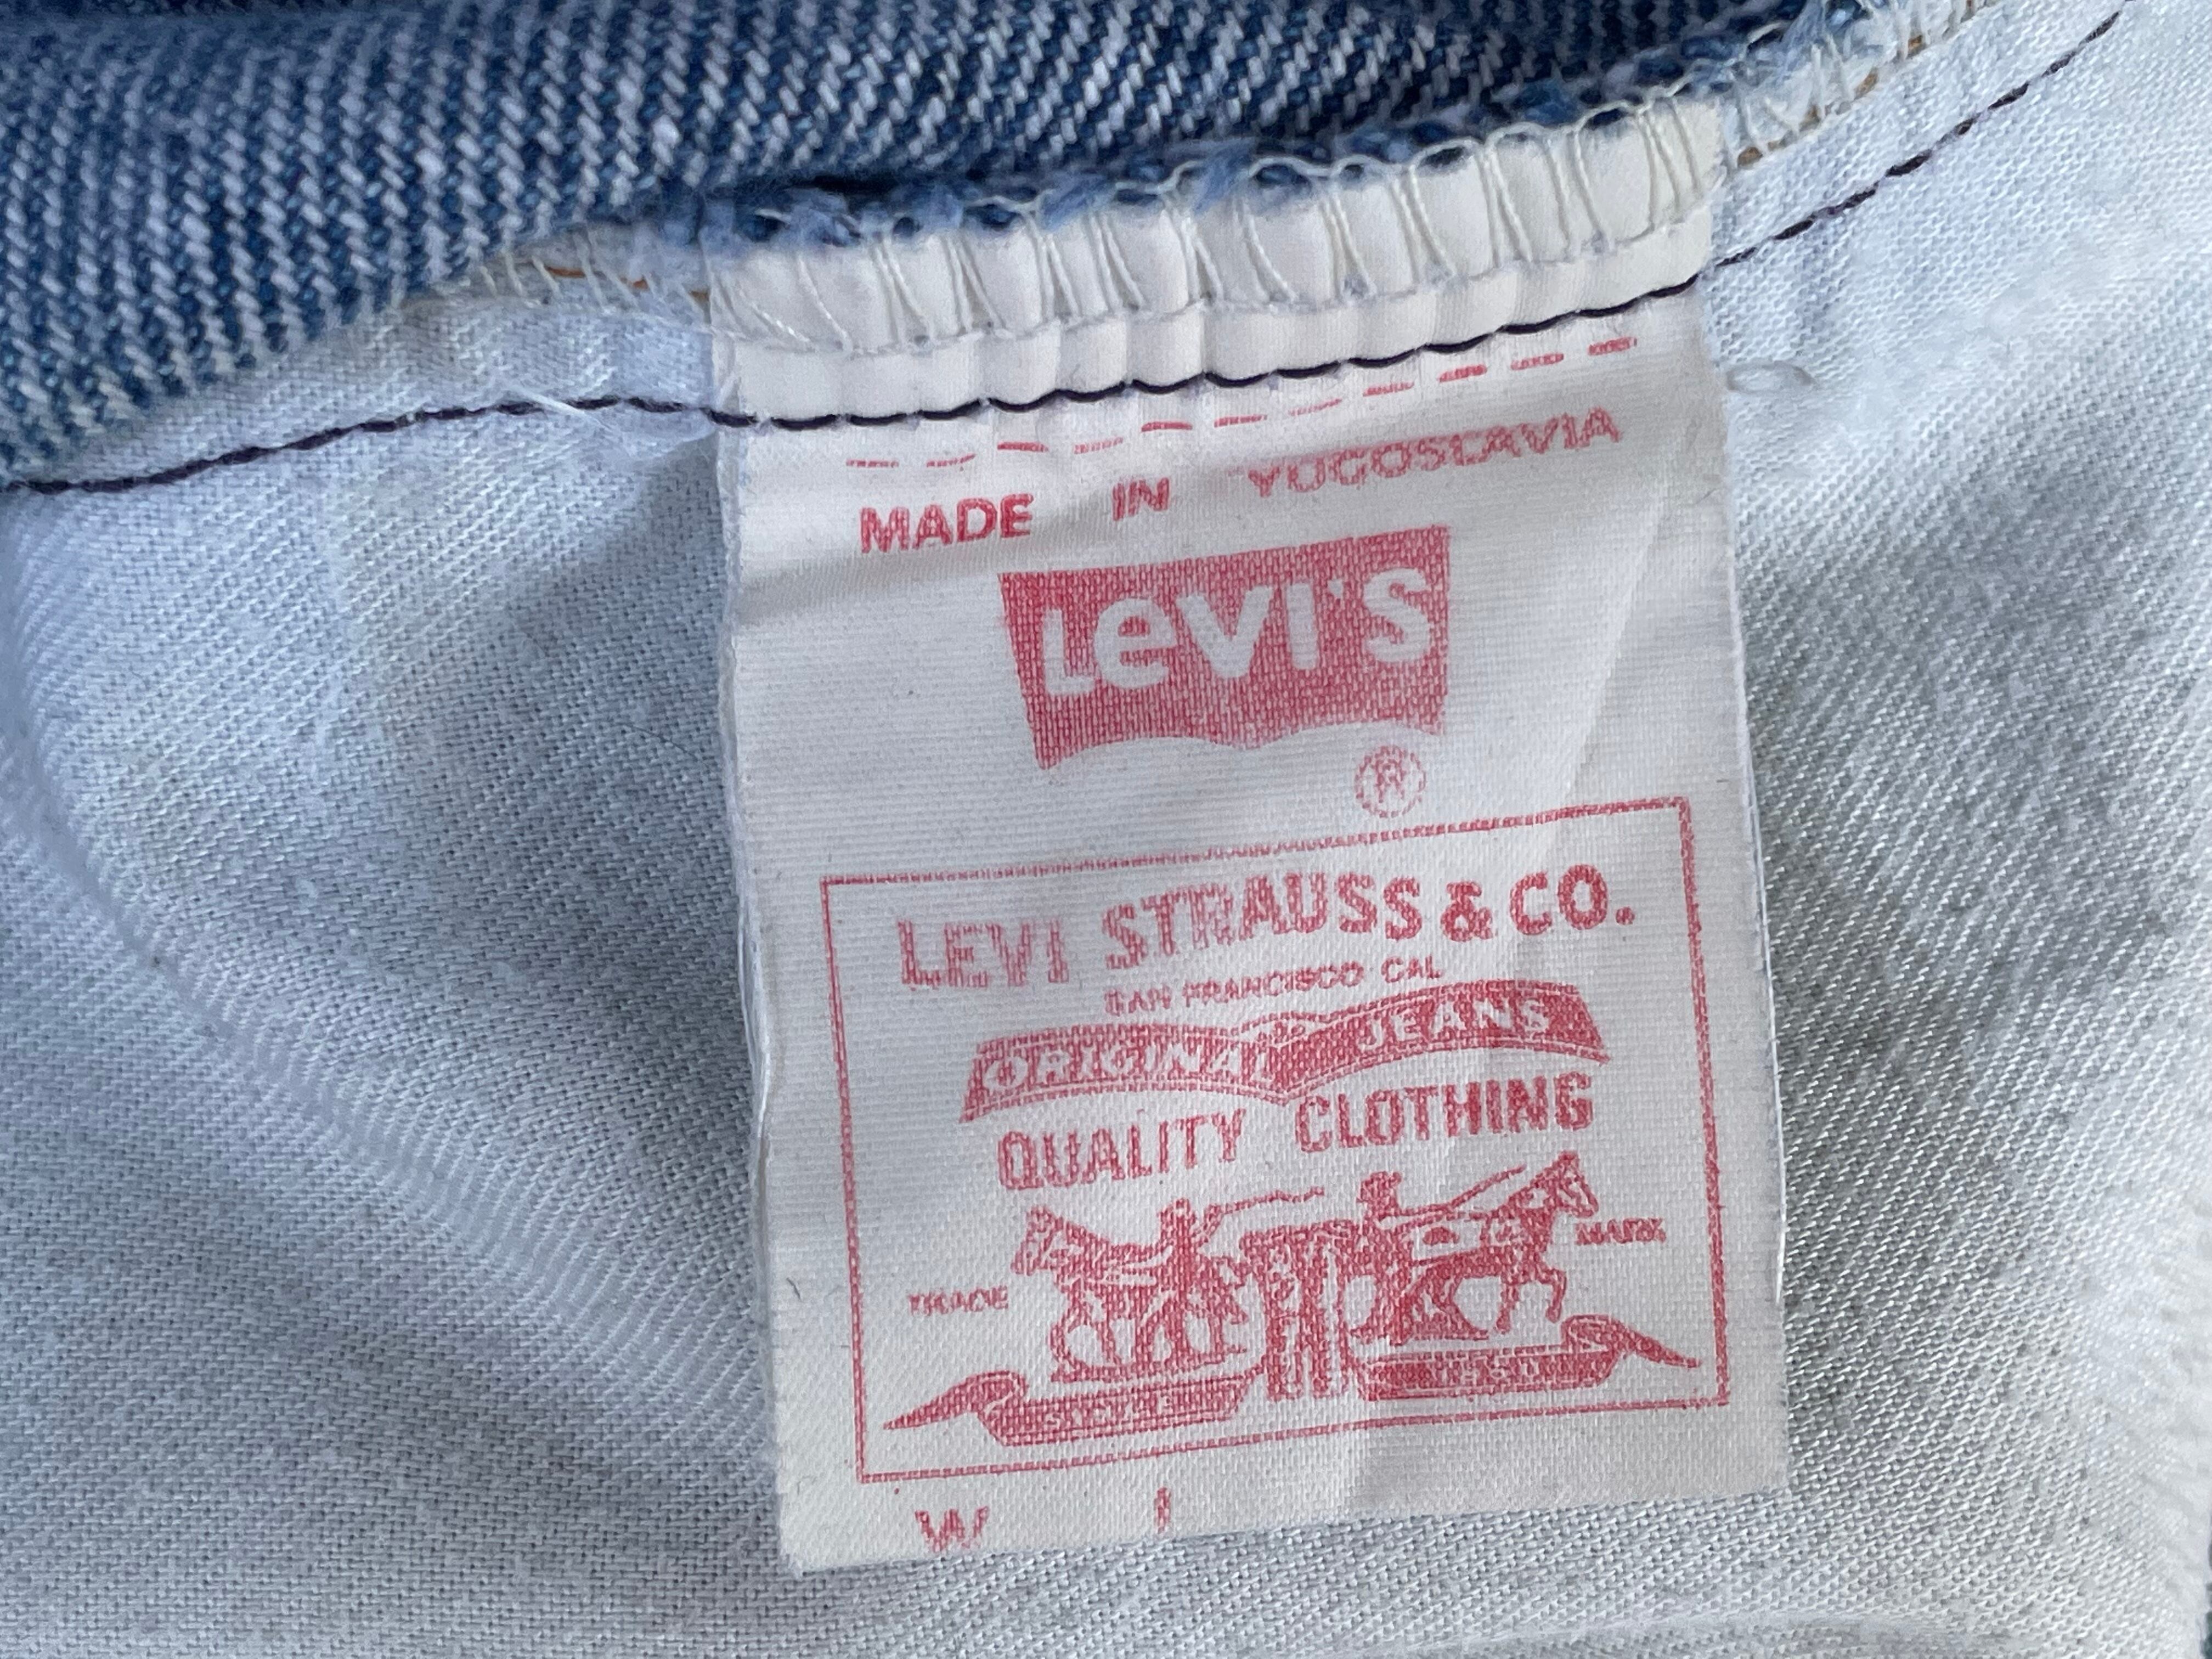 MADE IN YUGOSLAVIA
LEVI'S
®
LEVI STRAUSS & CO.
SAN FRANCISCO CAL
ORIGINAL JEANS
QUALITY CLOTHING
TRADE MARK
W L